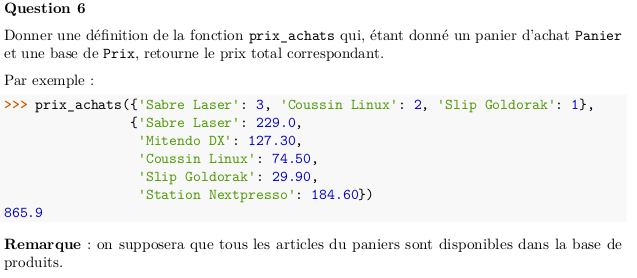 Question 6
Donner une définition de la fonction prix_achats qui, étant donné un panier d'achat Panier
et une base de Prix, retourne le prix total correspondant.
Par exemple :
>>> prix_achats({'Sabre Laser': 3, 'Coussin Linux': 2, 'Slip Goldorak': 1},
{'Sabre Laser': 229.0,
'Mitendo DX': 127.30,
'Coussin Linux': 74.50,
'Slip Goldorak': 29.90,
'Station Nextpresso': 184.60})
865.9
Remarque : on supposera que tous les articles du paniers sont disponibles dans la base de
produits.